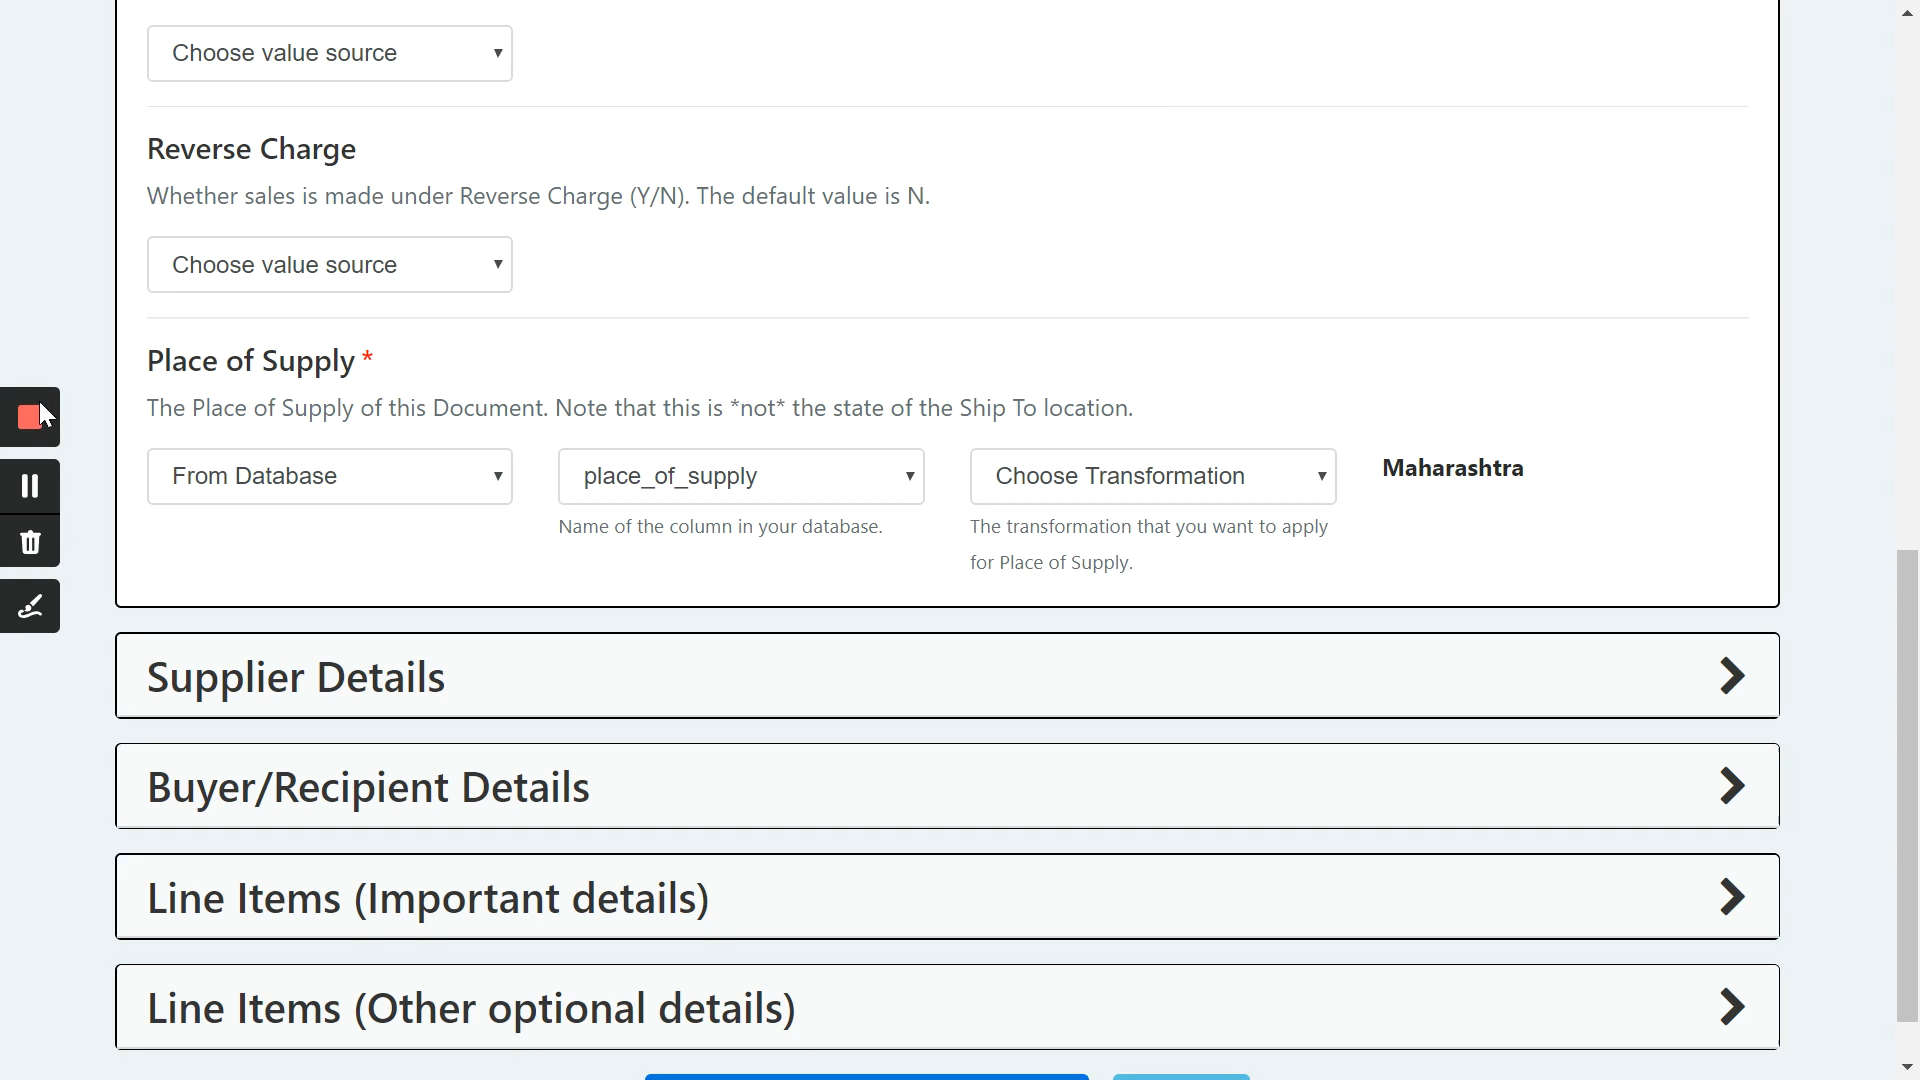 Choose value source
Reverse Charge
Whether sales is made under Reverse Charge (Y/N). The default value is N.
Choose value source
Place of Supply *
The Place of Supply of this Document. Note that this is *not* the state of the Ship To location.
From Database place_of_supply Choose Transformation Maharashtra
Name of the column in your database. The transformation that you want to apply
for Place of Supply.
Supplier Details
Buyer/Recipient Details
Line Items (Important details)
Line Items (Other optional details)